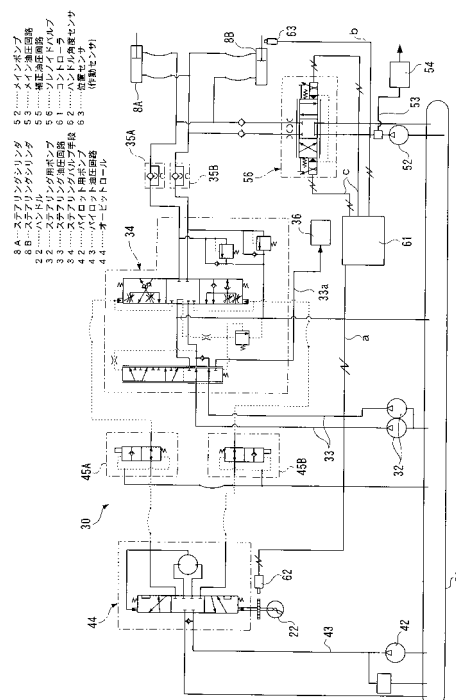 8A……ステアリングシリンダ
8B……ステアリングシリンダ
22……ハンドル
32……ステアリング用ポンプ
33……ステアリング油圧回路
34……ステアリングバルブ手段
42……パイロット用ポンプ
43……パイロット油圧回路
44……オービットロール
52……メインポンプ
53……メイン油圧回路
55……補正油圧回路
56……ソレノイドバルブ
61……コントローラ
62……ハンドル角度センサ
63……位置センサ
(作動センサ)
8A
8B
63
b
35A
35B
54
53
52
56
c
34
36
33a
61
a
45A
45B
33
32
30
44
62
22
43
42